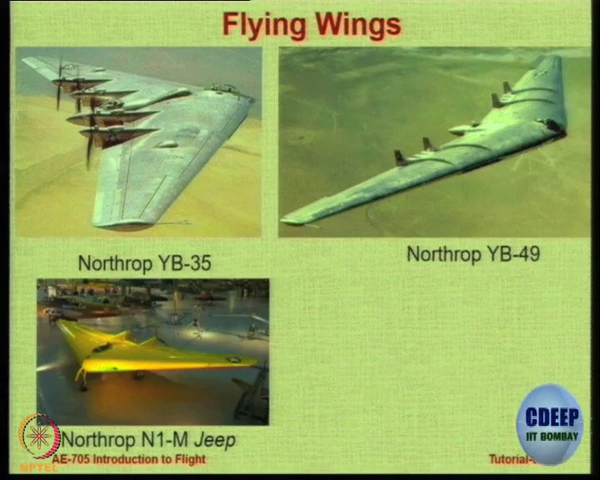 Flying Wings
Northrop YB-35
Northrop YB-49
Northrop N1-M Jeep
AE-705 Introduction to Flight
NPTEL
CDEEP
IIT BOMBAY